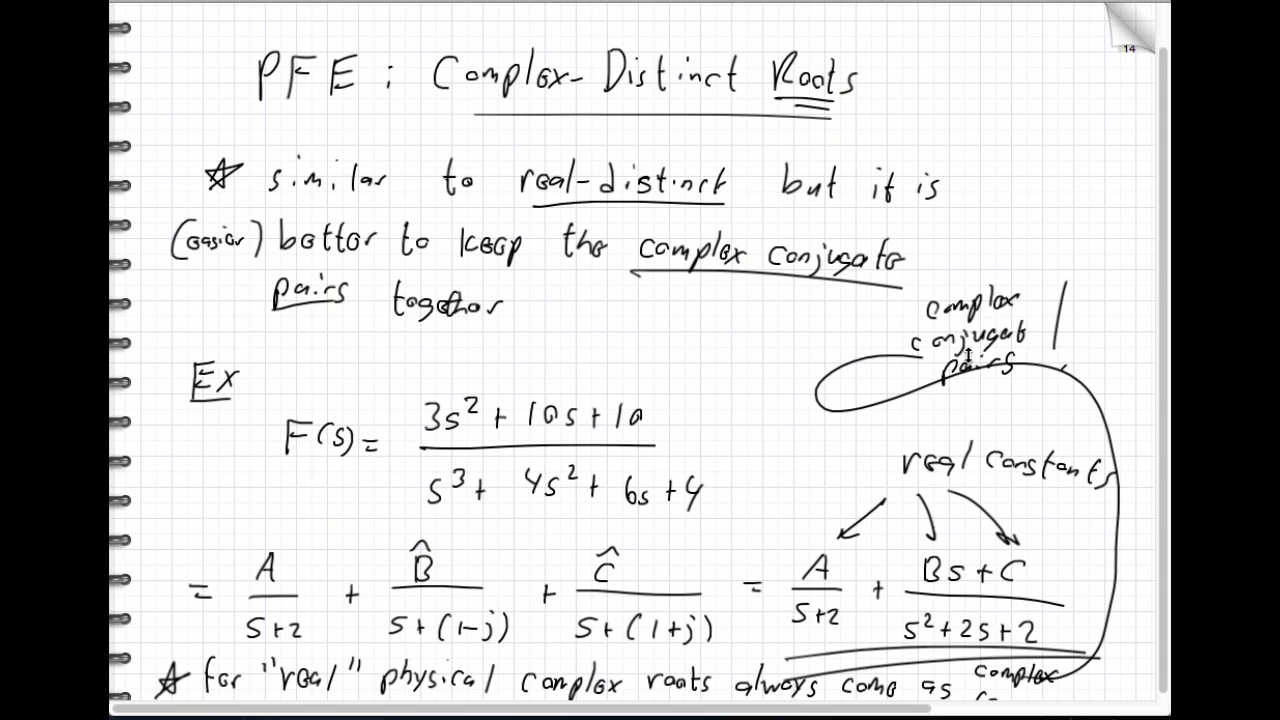 14
PFE : Complex-Distinct Roots
☆ similar to real-distinct but it is
(easier) better to keep the complex conjugate
pairs together
complex
conjugate
pairs
Ex
F(s) = (3s² + 10s + 10) / (s³ + 4s² + 6s + 4)
real constants
= A/(s+2) + B̂/(s+(1-j)) + Ĉ/(s+(1+j)) = A/(s+2) + (Bs+C)/(s²+2s+2)
☆ for "real" physical complex roots always come as complex